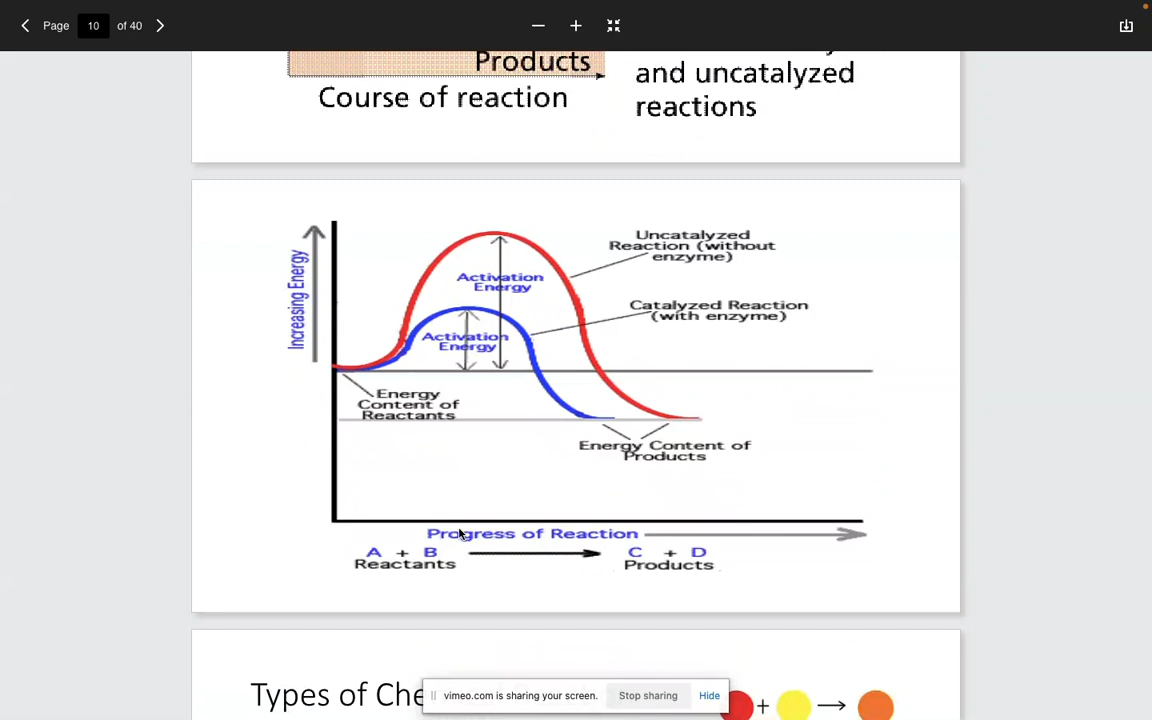 Page 10 of 40
Products
Course of reaction
and uncatalyzed
reactions
Increasing Energy
Uncatalyzed
Reaction (without
enzyme)
Activation
Energy
Catalyzed Reaction
(with enzyme)
Activation
Energy
Energy
Content of
Reactants
Energy Content of
Products
Progress of Reaction
A + B
Reactants
C + D
Products
Types of Che
+
vimeo.com is sharing your screen.
Stop sharing
Hide